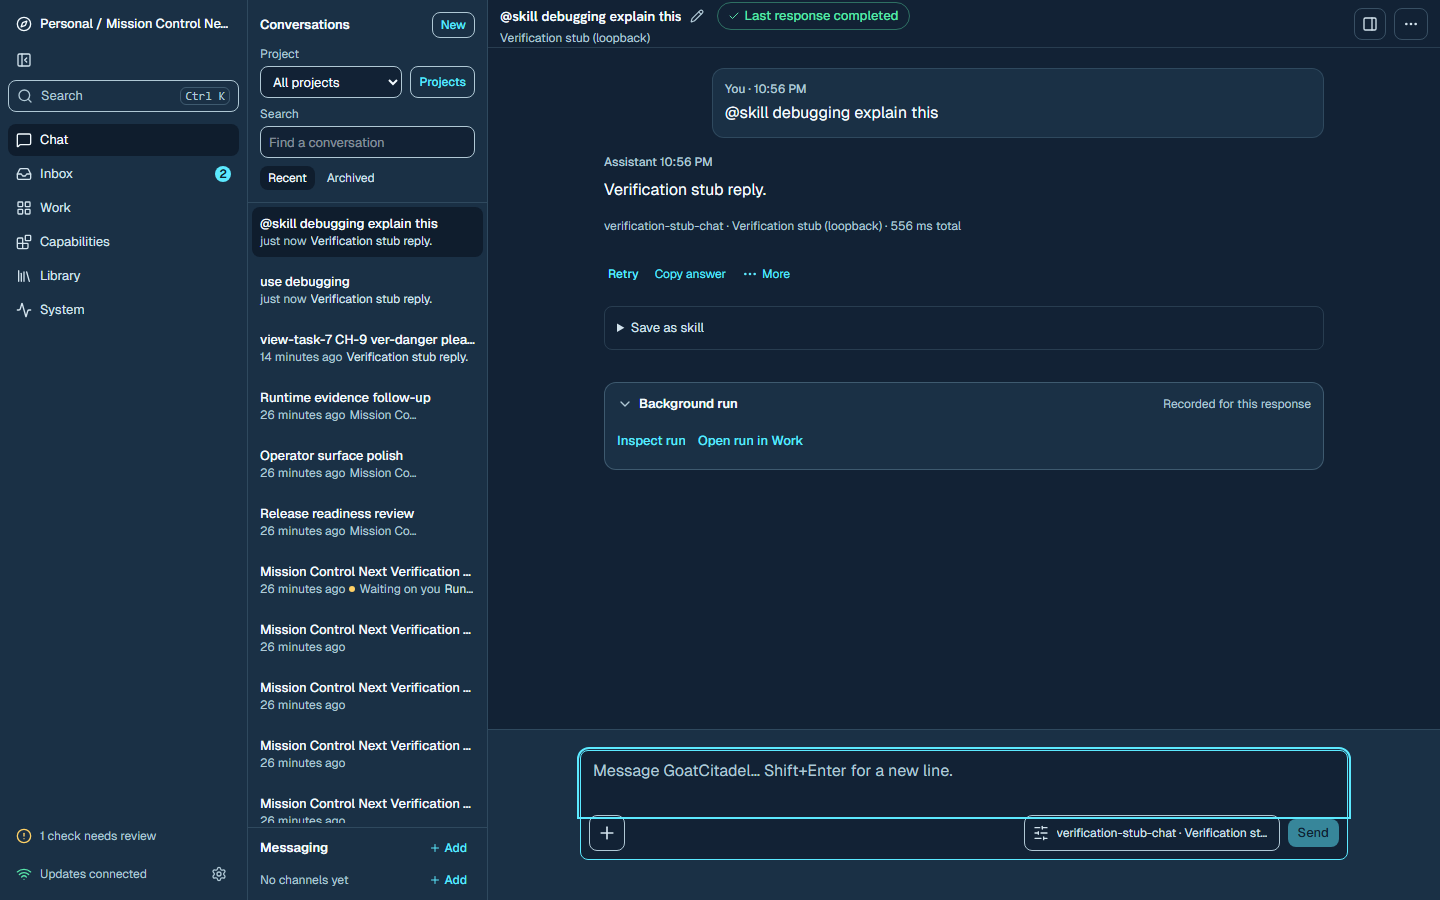 Personal / Mission Control Ne...
Search
Ctrl K
Chat
Inbox
2
Work
Capabilities
Library
System
1 check needs review
Updates connected
Conversations
New
Project
All projects
Projects
Search
Find a conversation
Recent
Archived
@skill debugging explain this
just now Verification stub reply.
use debugging
just now Verification stub reply.
view-task-7 CH-9 ver-danger plea...
14 minutes ago Verification stub reply.
Runtime evidence follow-up
26 minutes ago Mission Co...
Operator surface polish
26 minutes ago Mission Co...
Release readiness review
26 minutes ago Mission Co...
Mission Control Next Verification ...
26 minutes ago Waiting on you Run...
Mission Control Next Verification ...
26 minutes ago
Mission Control Next Verification ...
26 minutes ago
Mission Control Next Verification ...
26 minutes ago
Mission Control Next Verification ...
26 minutes ago
Messaging
+ Add
No channels yet
+ Add
@skill debugging explain this
Last response completed
Verification stub (loopback)
You · 10:56 PM
@skill debugging explain this
Assistant 10:56 PM
Verification stub reply.
verification-stub-chat · Verification stub (loopback) · 556 ms total
Retry
Copy answer
··· More
Save as skill
Background run
Recorded for this response
Inspect run
Open run in Work
Message GoatCitadel... Shift+Enter for a new line.
verification-stub-chat · Verification st...
Send